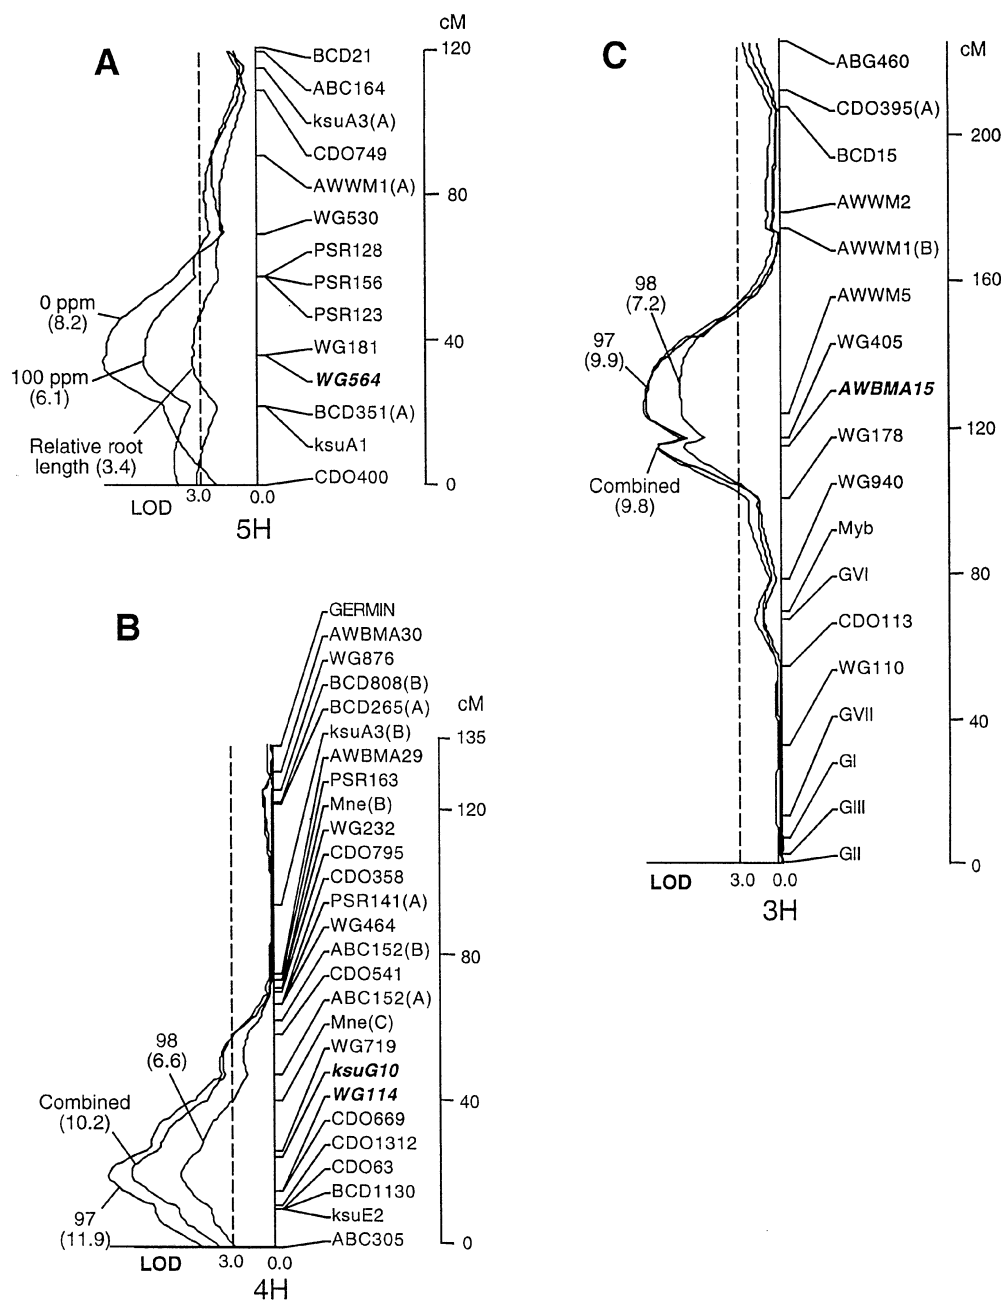 A
cM
BCD21
120
ABC164
ksuA3(A)
CDO749
AWWM1(A)
80
WG530
PSR128
PSR156
0 ppm
(8.2)
PSR123
WG181
40
100 ppm
(6.1)
WG564
BCD351(A)
Relative root
length (3.4)
ksuA1
CDO400
0
LOD
3.0
0.0
5H
B
GERMIN
AWBMA30
WG876
BCD808(B)
BCD265(A)
cM
ksuA3(B)
135
AWBMA29
PSR163
Mne(B)
120
WG232
CDO795
CDO358
PSR141(A)
WG464
ABC152(B)
80
CDO541
ABC152(A)
Mne(C)
98
(6.6)
WG719
ksuG10
WG114
Combined
(10.2)
40
CDO669
CDO1312
CDO63
BCD1130
97
(11.9)
ksuE2
ABC305
0
LOD
3.0
0.0
4H
C
cM
ABG460
CDO395(A)
200
BCD15
AWWM2
AWWM1(B)
160
98
(7.2)
AWWM5
97
(9.9)
WG405
AWBMA15
120
WG178
Combined
(9.8)
WG940
Myb
80
GVI
CDO113
WG110
GVII
40
GI
GIII
GII
0
LOD
3.0
0.0
3H